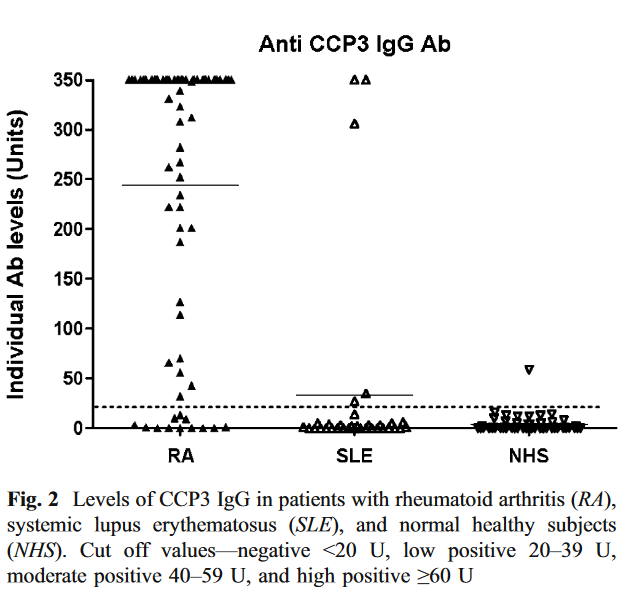 Anti CCP3 IgG Ab
Individual Ab levels (Units)
350
300
250
200
150
100
50
0
RA
SLE
NHS
Fig. 2 Levels of CCP3 IgG in patients with rheumatoid arthritis (RA),
systemic lupus erythematosus (SLE), and normal healthy subjects
(NHS). Cut off values—negative <20 U, low positive 20–39 U,
moderate positive 40–59 U, and high positive ≥60 U